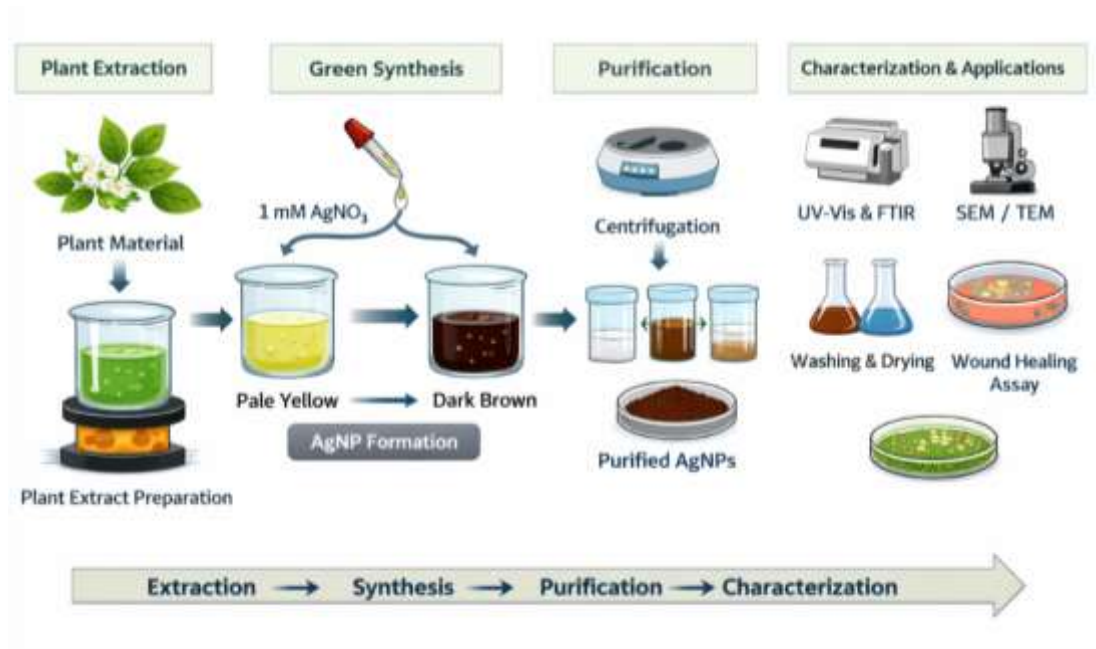 Plant Extraction
Green Synthesis
Purification
Characterization & Applications
Plant Material
Plant Extract Preparation
1 mM AgNO₃
Pale Yellow
Dark Brown
AgNP Formation
Centrifugation
Purified AgNPs
UV-Vis & FTIR
SEM / TEM
Washing & Drying
Wound Healing
Assay
Extraction → Synthesis → Purification → Characterization